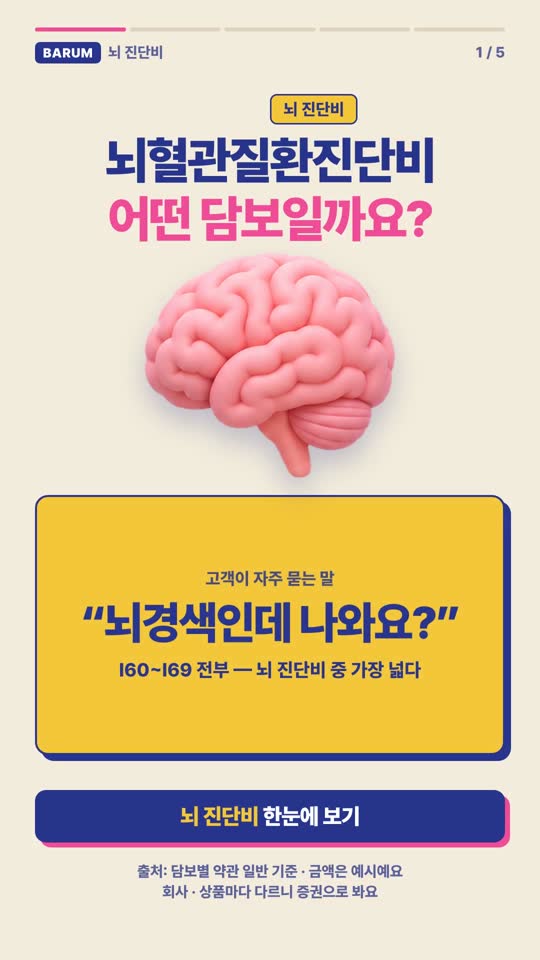 BARUM 뇌 진단비 1 / 5
뇌 진단비
뇌혈관질환진단비
어떤 담보일까요?
고객이 자주 묻는 말
“뇌경색인데 나와요?”
I60~I69 전부 — 뇌 진단비 중 가장 넓다
뇌 진단비 한눈에 보기
출처: 담보별 약관 일반 기준 · 금액은 예시예요
회사 · 상품마다 다르니 증권으로 봐요